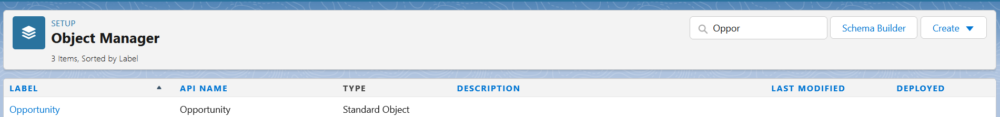 SETUP
Object Manager
3 Items, Sorted by Label
Oppor
Schema Builder
Create
LABEL API NAME TYPE DESCRIPTION LAST MODIFIED DEPLOYED
Opportunity Opportunity Standard Object